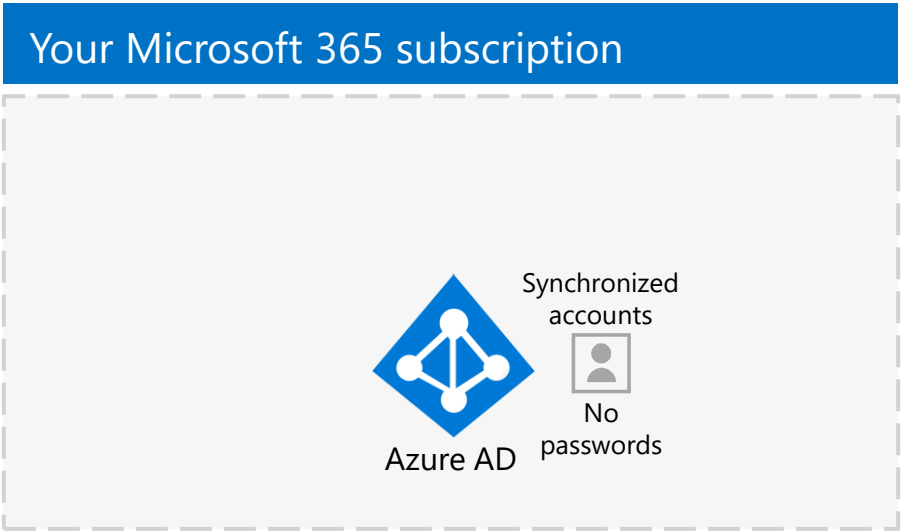 Your Microsoft 365 subscription
Synchronized
accounts
No
passwords
Azure AD